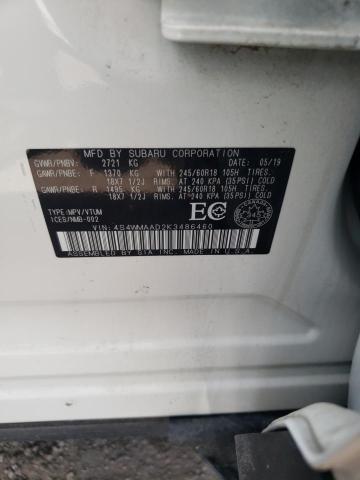 MFD. BY SUBARU CORPORATION
GVWR/PNBV: 2721 KG DATE: 05/19
GAWR/PNBE: F 1370 KG WITH 245/60R18 105H
18X7 1/2J RIMS, AT 240 KPA (35PSI) COLD
GAWR/PNBE: R 1495 KG WITH 245/60R18 105H
18X7 1/2J RIMS, AT 240 KPA (35PSI) COLD
TYPE:MPV/VTUM
ICES/NMB-002
EC
VIN: 4S4WMAAD2K3486460
ASSEMBLED BY SIA INC. MADE IN U.S.A.